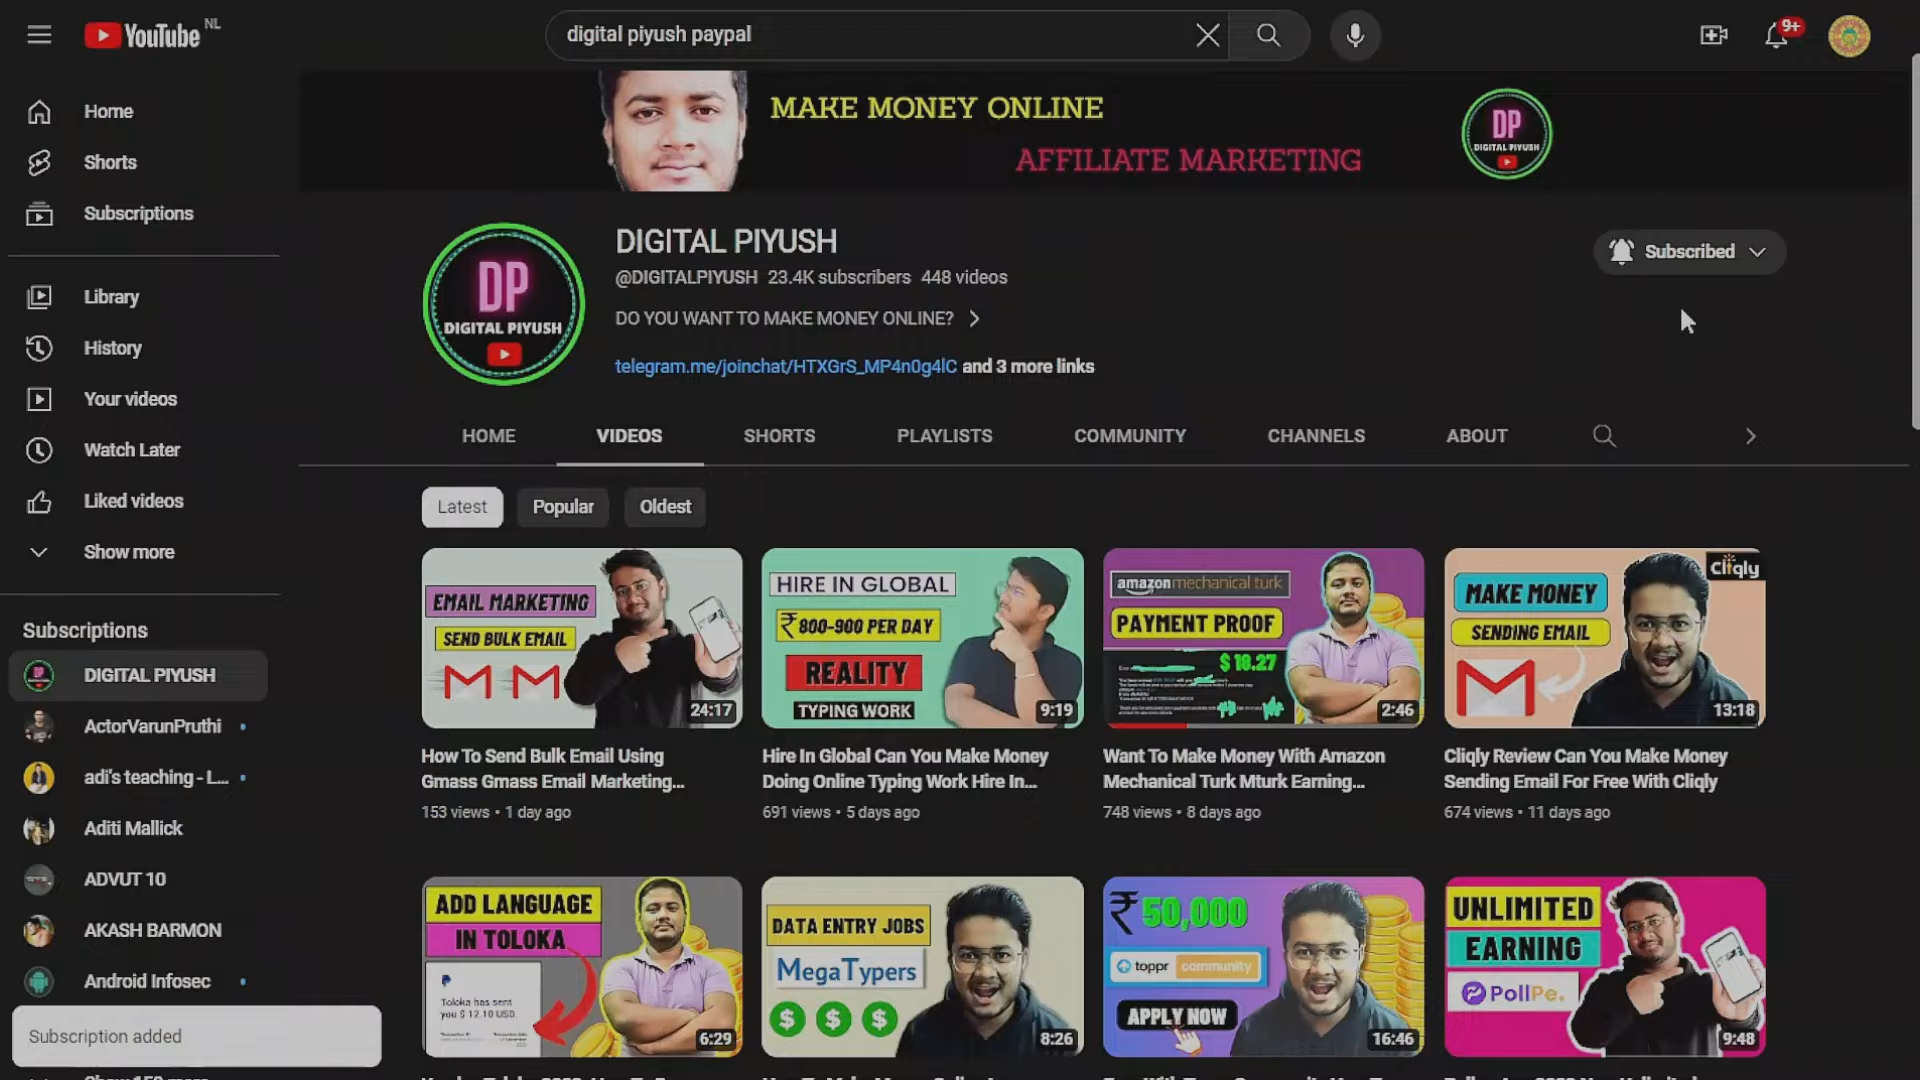 YouTube NL
digital piyush paypal
9+
Home
Shorts
Subscriptions
Library
History
Your videos
Watch Later
Liked videos
Show more
Subscriptions
DIGITAL PIYUSH
ActorVarunPruthi
adi's teaching - L...
Aditi Mallick
ADVUT 10
AKASH BARMON
Android Infosec
Subscription added
MAKE MONEY ONLINE
AFFILIATE MARKETING
DP
DIGITAL PIYUSH
DP
DIGITAL PIYUSH
DIGITAL PIYUSH
@DIGITALPIYUSH 23.4K subscribers 448 videos
DO YOU WANT TO MAKE MONEY ONLINE?
telegram.me/joinchat/HTXGrS_MP4n0g4lC and 3 more links
Subscribed
HOME VIDEOS SHORTS PLAYLISTS COMMUNITY CHANNELS ABOUT
Latest Popular Oldest
EMAIL MARKETING
SEND BULK EMAIL
24:17
How To Send Bulk Email Using
Gmass Gmass Email Marketing...
153 views • 1 day ago
HIRE IN GLOBAL
₹800-900 PER DAY
REALITY
TYPING WORK
9:19
Hire In Global Can You Make Money
Doing Online Typing Work Hire In...
691 views • 5 days ago
amazon mechanical turk
PAYMENT PROOF
$18.27
2:46
Want To Make Money With Amazon
Mechanical Turk Mturk Earning...
748 views • 8 days ago
Cliqly
MAKE MONEY
SENDING EMAIL
13:18
Cliqly Review Can You Make Money
Sending Email For Free With Cliqly
674 views • 11 days ago
ADD LANGUAGE
IN TOLOKA
Toloka has sent
you $ 12.10 USD.
6:29
DATA ENTRY JOBS
MegaTypers
$ $ $
8:26
₹50,000
toppr community
APPLY NOW
16:46
UNLIMITED
EARNING
PollPe.
9:48